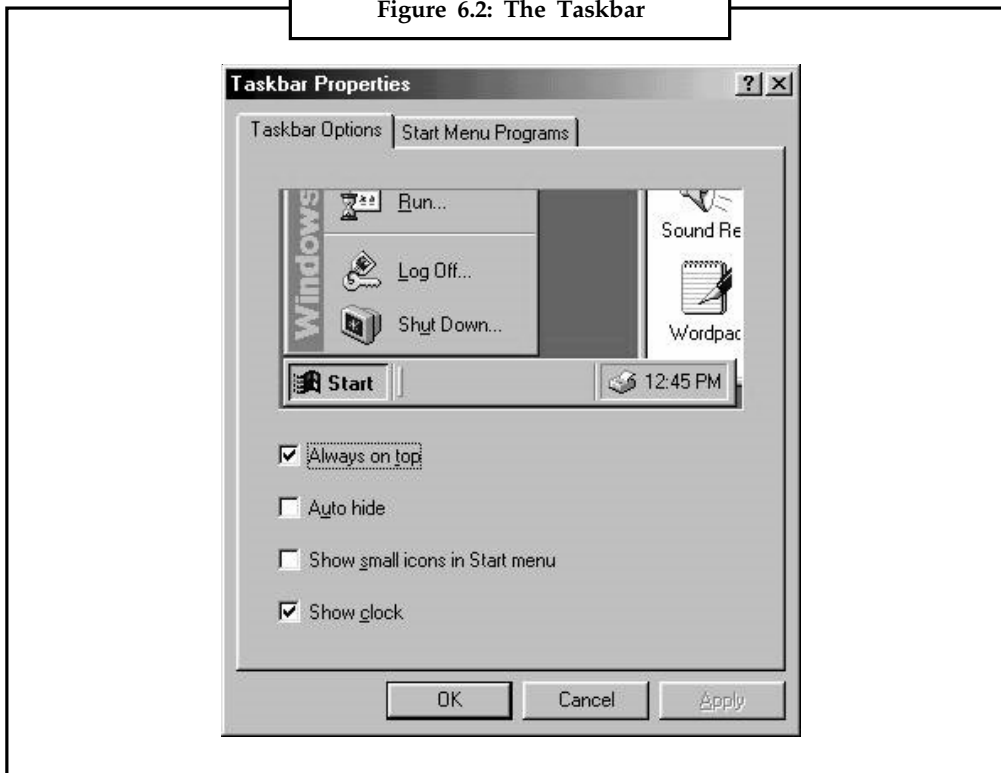 Figure 6.2: The Taskbar
Taskbar Properties
Taskbar Options Start Menu Programs
Windows
Run...
Log Off...
Shut Down...
Sound Re
Wordpac
Start 12:45 PM
Always on top
Auto hide
Show small icons in Start menu
Show clock
OK Cancel Apply